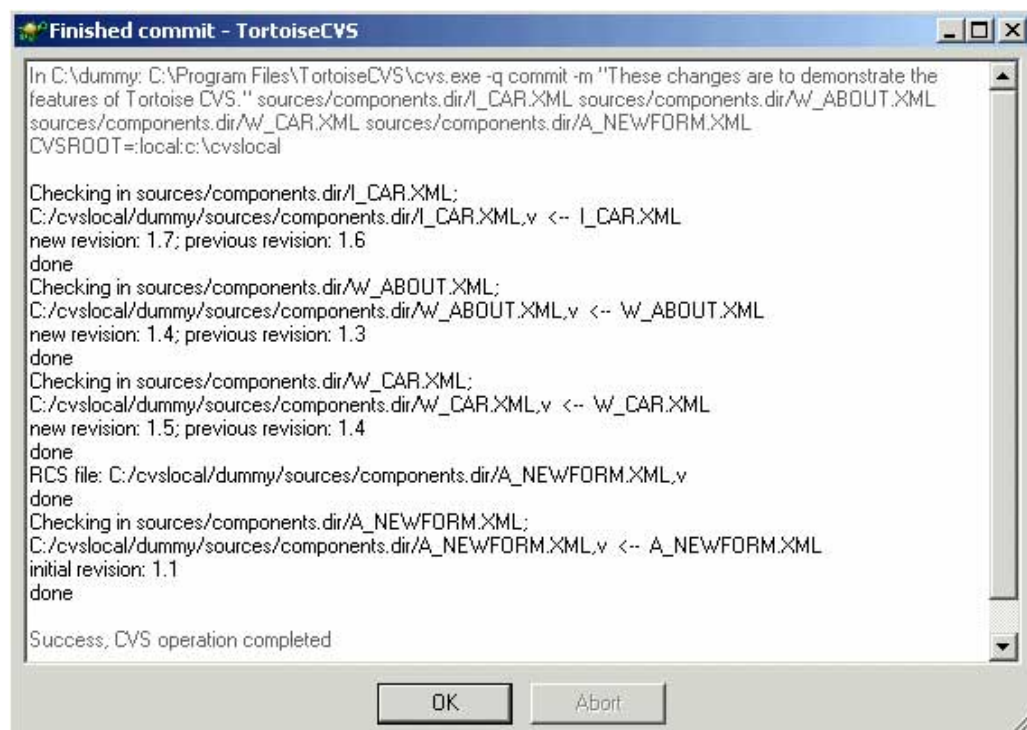 Finished commit - TortoiseCVS
In C:\dummy: C:\Program Files\TortoiseCVS\cvs.exe -q commit -m "These changes are to demonstrate the
features of Tortoise CVS." sources/components.dir/I_CAR.XML sources/components.dir/W_ABOUT.XML
sources/components.dir/W_CAR.XML sources/components.dir/A_NEWFORM.XML
CVSROOT=:local:c:\cvslocal
Checking in sources/components.dir/I_CAR.XML;
C:/cvslocal/dummy/sources/components.dir/I_CAR.XML,v <-- I_CAR.XML
new revision: 1.7; previous revision: 1.6
done
Checking in sources/components.dir/W_ABOUT.XML;
C:/cvslocal/dummy/sources/components.dir/W_ABOUT.XML,v <-- W_ABOUT.XML
new revision: 1.4; previous revision: 1.3
done
Checking in sources/components.dir/W_CAR.XML;
C:/cvslocal/dummy/sources/components.dir/W_CAR.XML,v <-- W_CAR.XML
new revision: 1.5; previous revision: 1.4
done
RCS file: C:/cvslocal/dummy/sources/components.dir/A_NEWFORM.XML,v
done
Checking in sources/components.dir/A_NEWFORM.XML;
C:/cvslocal/dummy/sources/components.dir/A_NEWFORM.XML,v <-- A_NEWFORM.XML
initial revision: 1.1
done
Success, CVS operation completed
OK Abort